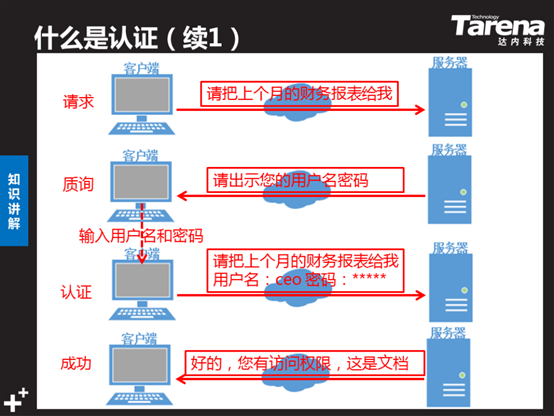 什么是认证（续1）
Technology
Tarena
达内科技
知识讲解
客户端
服务器
请求
请把上个月的财务报表给我
客户端
服务器
质询
请出示您的用户名密码
输入用户名和密码
客户端
服务器
认证
请把上个月的财务报表给我
用户名：ceo 密码：*****
客户端
服务器
成功
好的，您有访问权限，这是文档